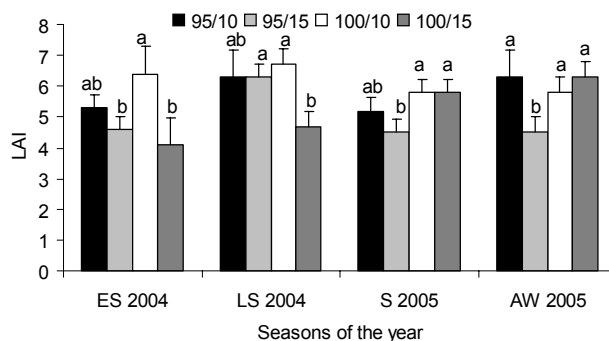 95/10 95/15 100/10 100/15
8
7
6
5
4
3
2
1
0
LAI
ab b a b
ab a a b
ab b a a
a b a a
ES 2004 LS 2004 S 2005 AW 2005
Seasons of the year